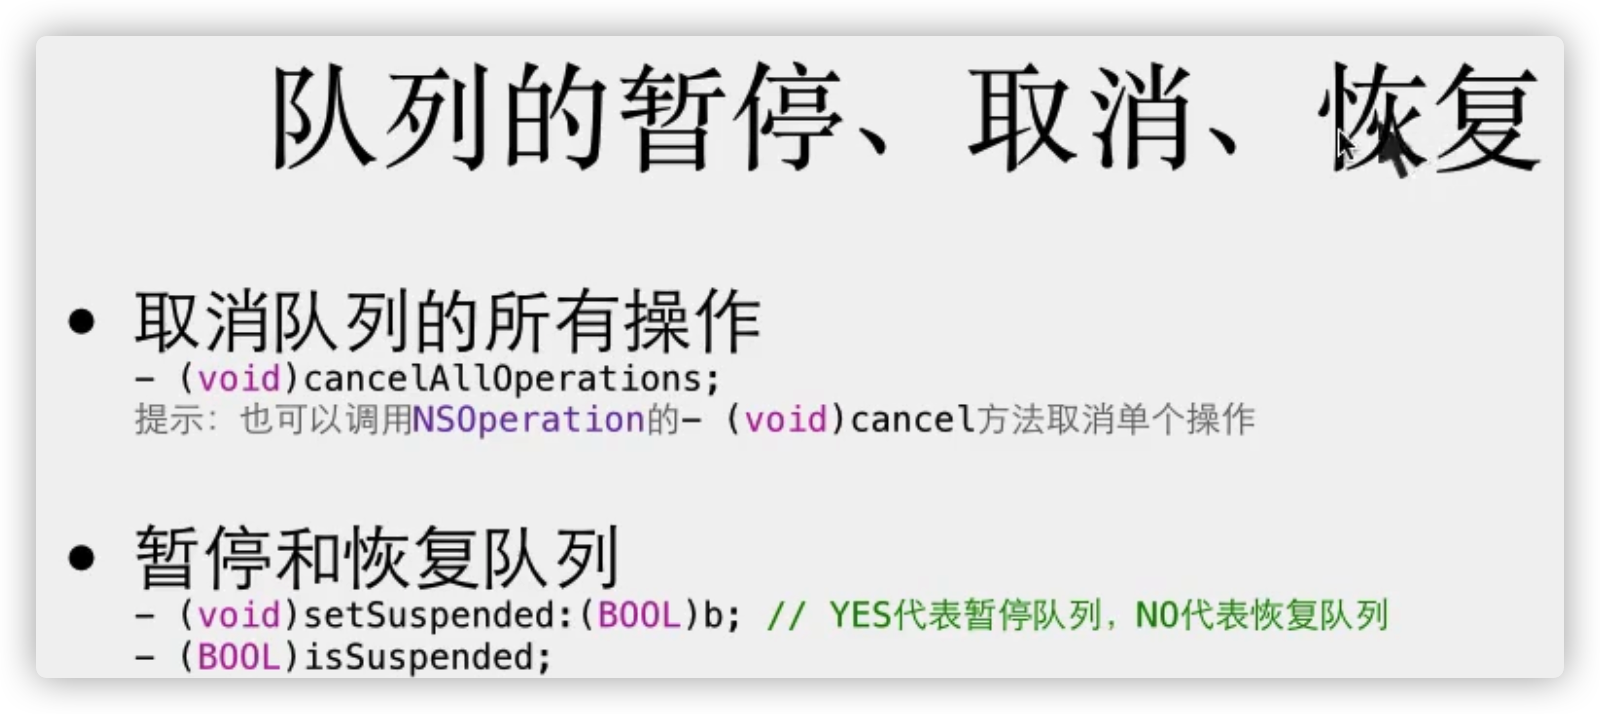 队列的暂停、取消、恢复
● 取消队列的所有操作
- (void)cancelAllOperations;
提示：也可以调用NSOperation的- (void)cancel方法取消单个操作
● 暂停和恢复队列
- (void)setSuspended:(BOOL)b; // YES代表暂停队列，NO代表恢复队列
- (BOOL)isSuspended;